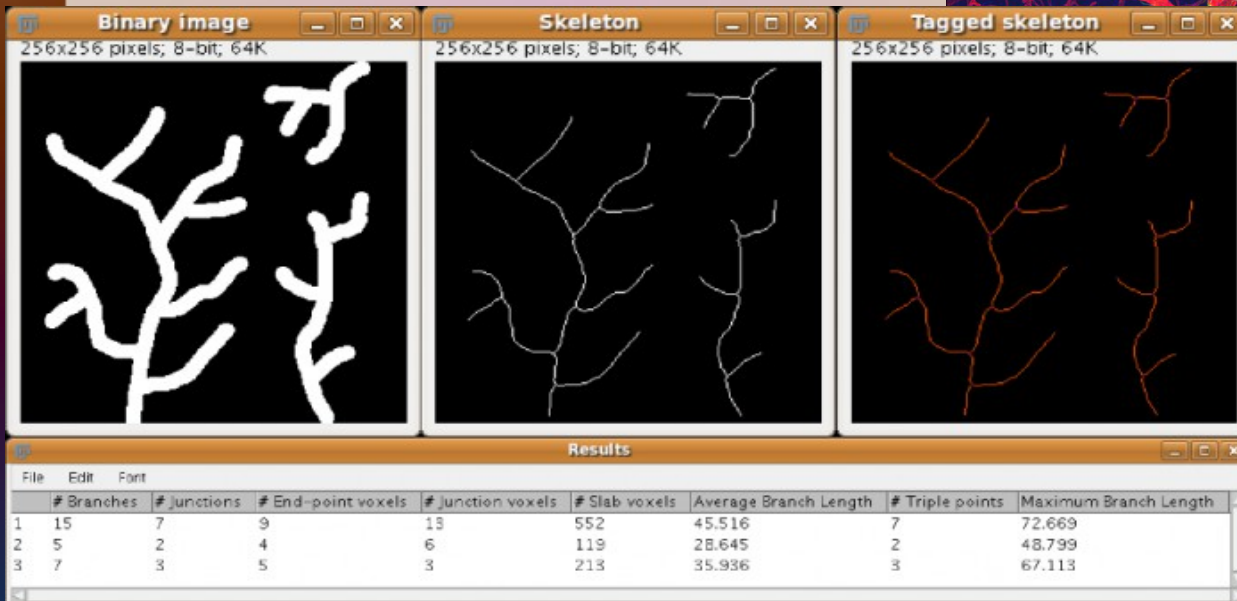 Binary image
256x256 pixels; 8-bit; 64K
Skeleton
256x256 pixels; 8-bit; 64K
Tagged skeleton
256x256 pixels; 8-bit; 64K
Results
File Edit Font
# Branches # Junctions # End-point voxels # Junction voxels # Slab voxels Average Branch Length # Triple points Maximum Branch Length
1 15 7 9 13 552 45.516 7 72.669
2 5 2 4 6 119 28.645 2 48.799
3 7 3 5 3 213 35.936 3 67.113